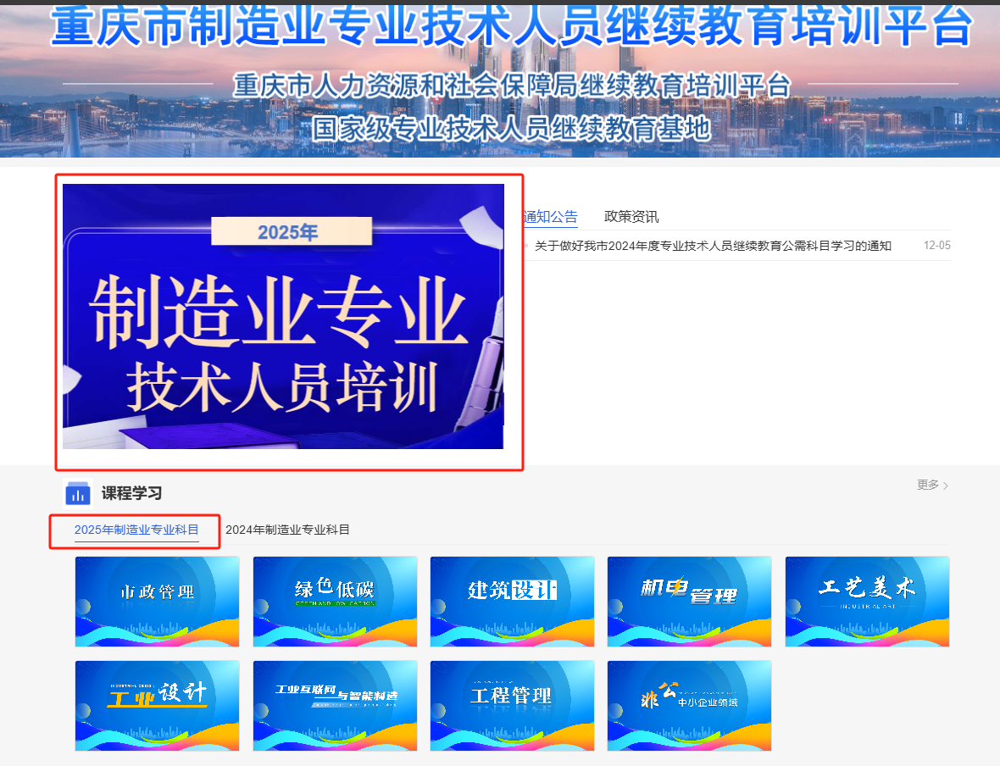 重庆市制造业专业技术人员继续教育培训平台
重庆市人力资源和社会保障局继续教育培训平台
国家级专业技术人员继续教育基地
2025年
制造业专业
技术人员培训
通知公告 政策资讯
关于做好我市2024年度专业技术人员继续教育公需科目学习的通知 12-05
课程学习 更多
2025年制造业专业科目 2024年制造业专业科目
市政管理
绿色低碳
GREEN AND LOW CARBON
建筑设计
机电管理
工艺美术
INDUSTRIAL ART
INDUSTRIAL DESIGN
工业设计
工业互联网与智能制造
工程管理
非公中小企业领域